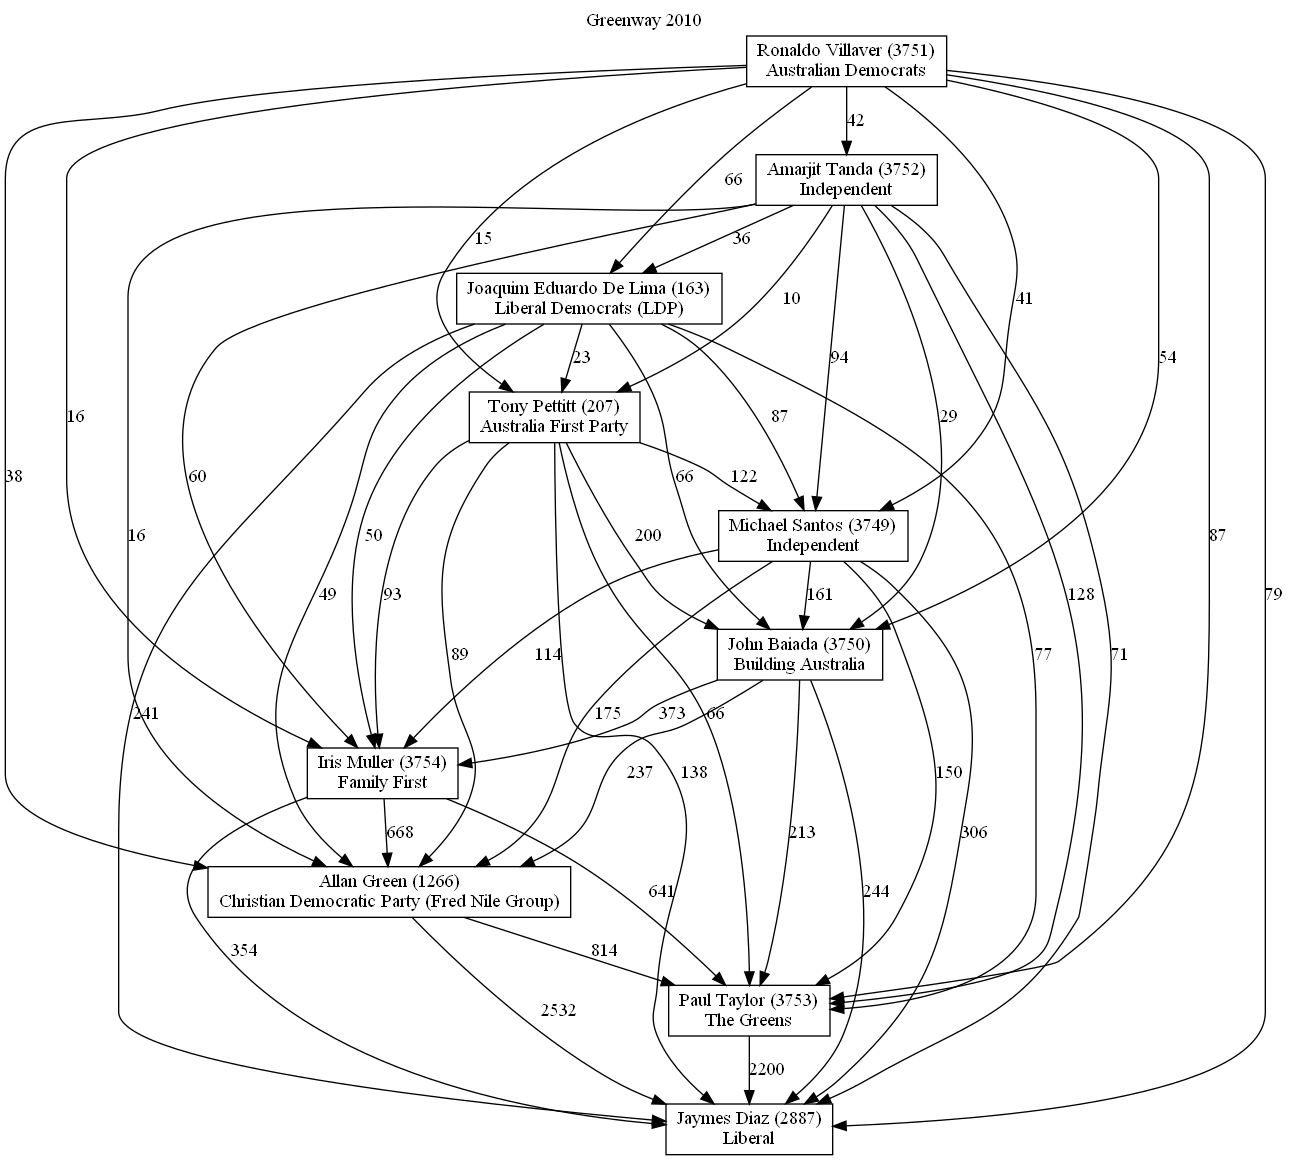 Greenway 2010
Ronaldo Villaver (3751)
Australian Democrats
42
Amarjit Tanda (3752)
Independent
66
15
36
Joaquim Eduardo De Lima (163)
Liberal Democrats (LDP)
10
41
23
94
54
Tony Pettitt (207)
Australia First Party
16
87
29
38
60
66
122
Michael Santos (3749)
Independent
16
50
200
87
49
93
161
128
79
John Baiada (3750)
Building Australia
89
114
77
71
241
175
373
66
Iris Muller (3754)
Family First
237
138
150
668
213
306
Allan Green (1266)
Christian Democratic Party (Fred Nile Group)
641
244
354
814
Paul Taylor (3753)
The Greens
2532
2200
Jaymes Diaz (2887)
Liberal